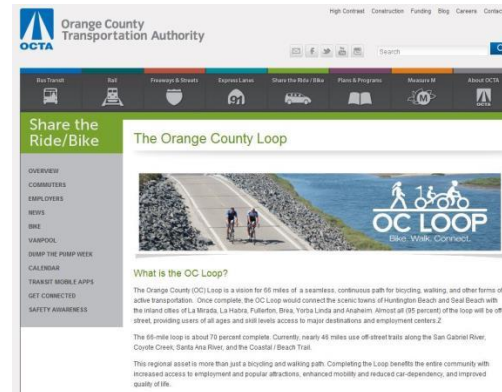 High Contrast Construction Funding Blog Careers Contact
Orange County
Transportation Authority
OCTA
Search
Bus Transit Rail Freeways & Streets Express Lanes Share the Ride / Bike Plans & Programs Measure M About OCTA
91
M
Share the
Ride/Bike
The Orange County Loop
OVERVIEW
COMMUTERS
EMPLOYERS
NEWS
BIKE
VANPOOL
DUMP THE PUMP WEEK
CALENDAR
TRANSIT MOBILE APPS
GET CONNECTED
SAFETY AWARENESS
OC LOOP
Bike. Walk. Connect.
What is the OC Loop?
The Orange County (OC) Loop is a vision for 66 miles of a seamless, continuous path for bicycling, walking, and other forms of
active transportation. Once complete, the OC Loop would connect the scenic towns of Huntington Beach and Seal Beach with
the inland cities of La Mirada, La Habra, Fullerton, Brea, Yorba Linda and Anaheim. Almost all (95 percent) of the loop will be off
street, providing users of all ages and skill levels access to major destinations and employment centers.Z
The 66-mile loop is about 70 percent complete. Currently, nearly 46 miles use off-street trails along the San Gabriel River,
Coyote Creek, Santa Ana River, and the Coastal / Beach Trail.
This regional asset is more than just a bicycling and walking path. Completing the Loop benefits the entire community with
increased access to employment and popular attractions, enhanced mobility and reduced car-dependency, and improved
quality of life.